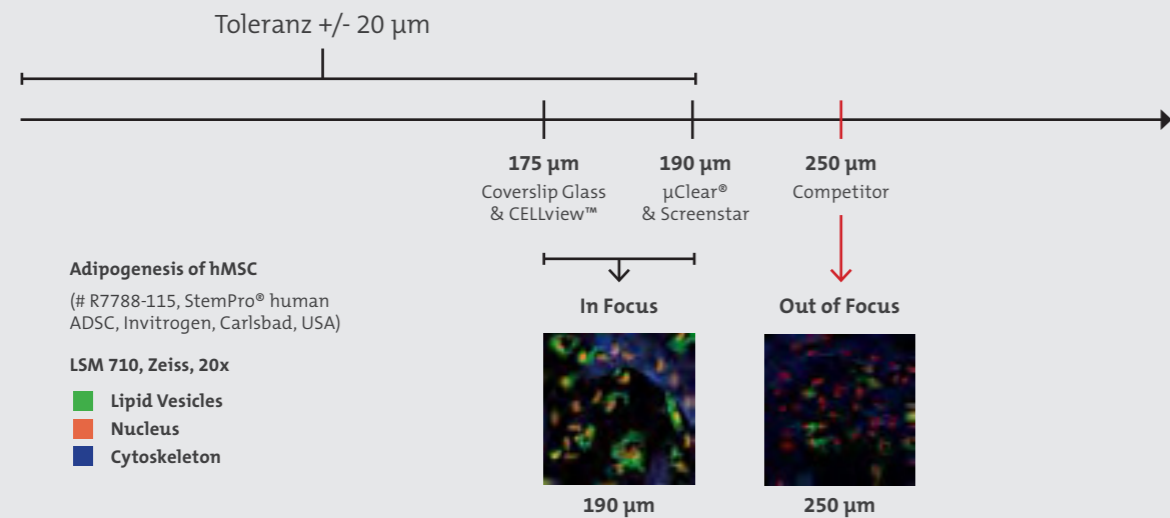 Toleranz +/- 20 µm
175 µm
Coverslip Glass
& CELLview™
190 µm
µClear®
& Screenstar
250 µm
Competitor
Adipogenesis of hMSC
(# R7788-115, StemPro® human
ADSC, Invitrogen, Carlsbad, USA)
LSM 710, Zeiss, 20x
Lipid Vesicles
Nucleus
Cytoskeleton
In Focus
190 µm
Out of Focus
250 µm